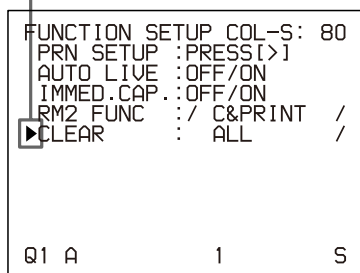 FUNCTION SETUP COL-S: 80
PRN SETUP :PRESS[>]
AUTO LIVE :OFF/ON
IMMED.CAP.:OFF/ON
RM2 FUNC :/ C&PRINT /
▶CLEAR : ALL /
Q1 A 1 S